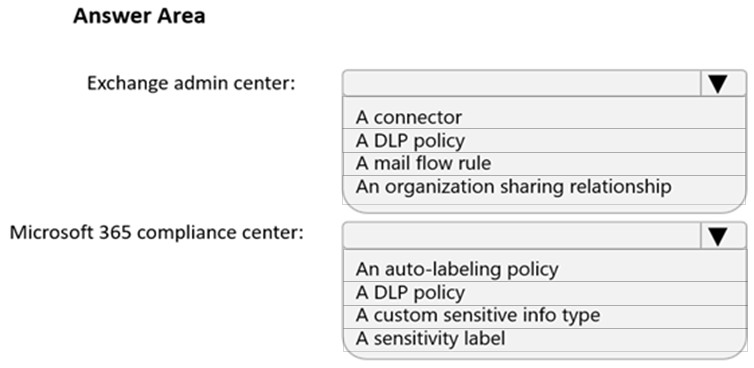 Answer Area
Exchange admin center:
A connector
A DLP policy
A mail flow rule
An organization sharing relationship
Microsoft 365 compliance center:
An auto-labeling policy
A DLP policy
A custom sensitive info type
A sensitivity label